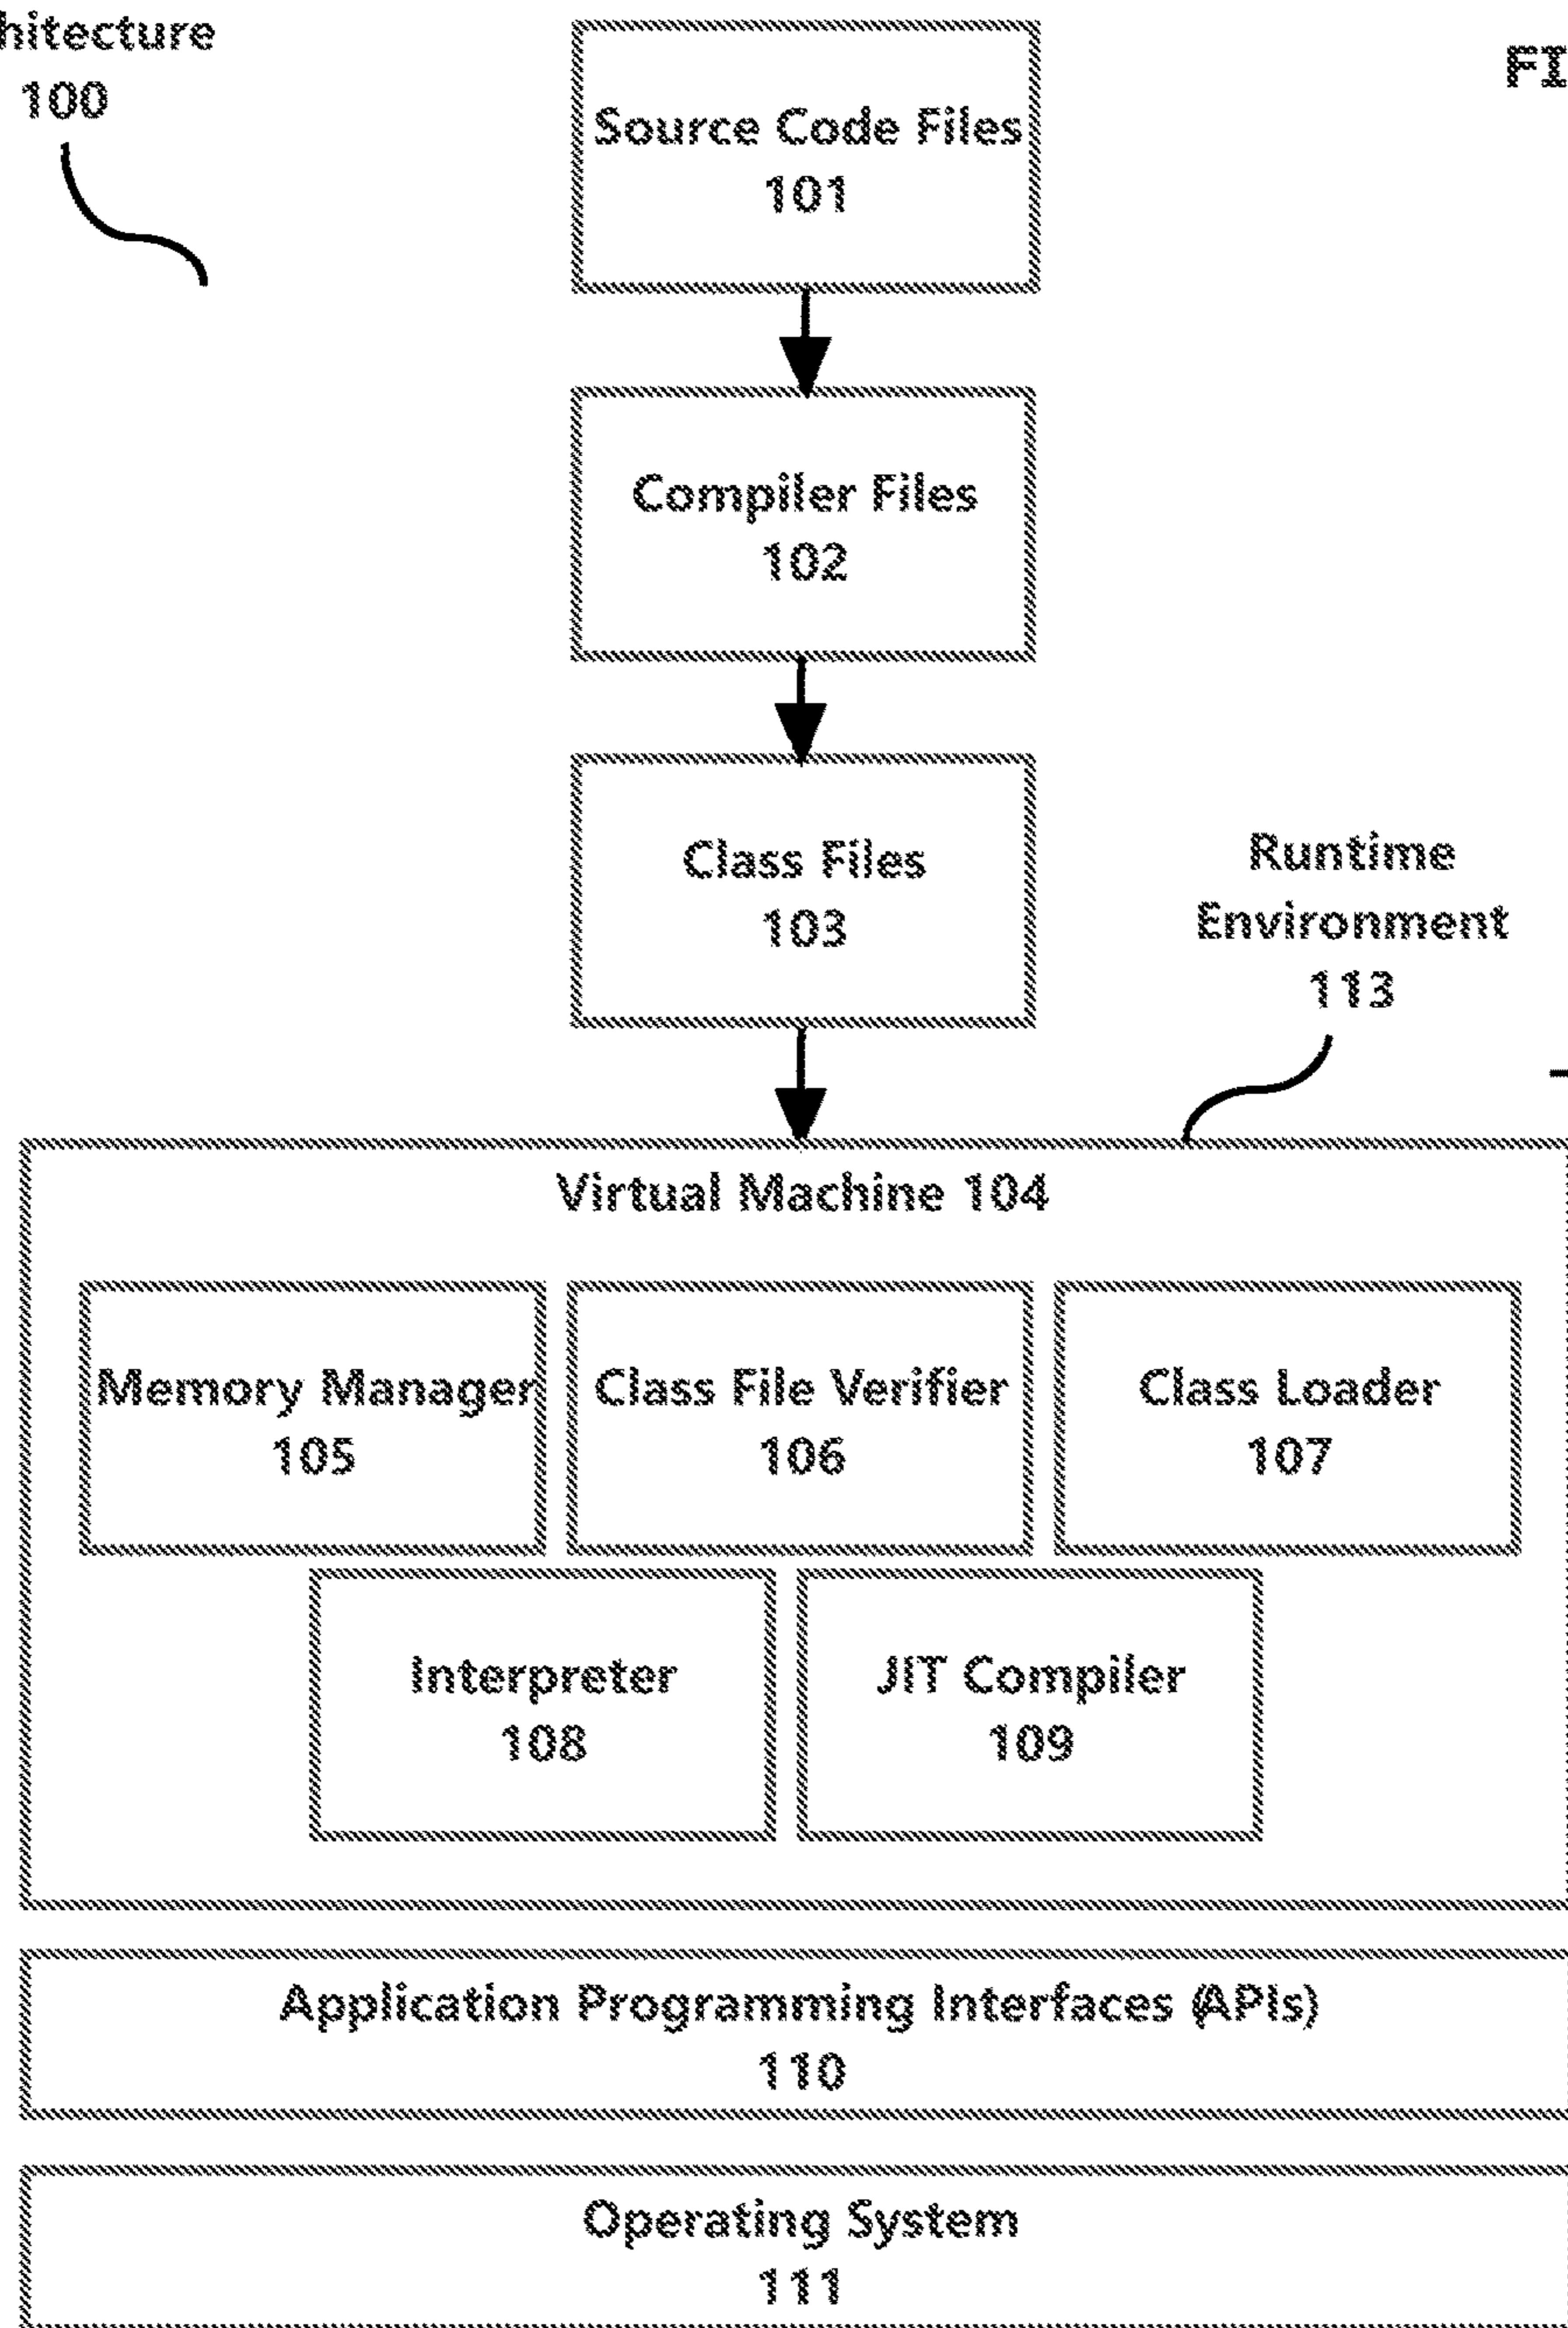 hitecture
100
FI
Source Code Files
101
Compiler Files
102
Class Files
103
Runtime
Environment
113
Virtual Machine 104
Memory Manager
105
Class File Verifier
106
Class Loader
107
Interpreter
108
JIT Compiler
109
Application Programming Interfaces (APIs)
110
Operating System
111